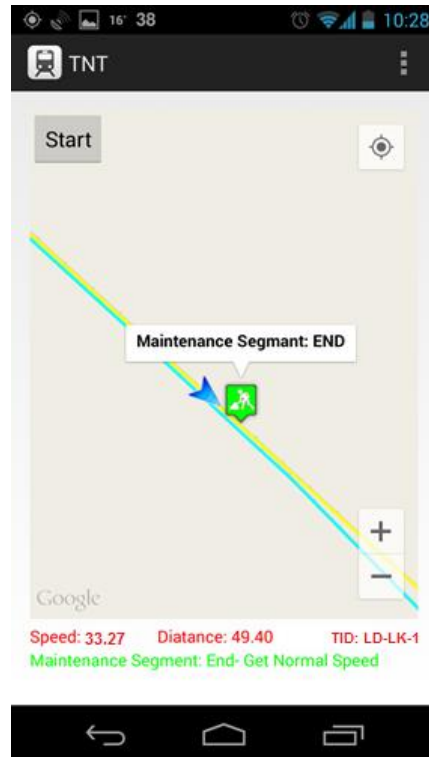 16° 38 10:28
TNT
Start
Maintenance Segmant: END
+
−
Google
Speed: 33.27 Diatance: 49.40 TID: LD-LK-1
Maintenance Segment: End- Get Normal Speed